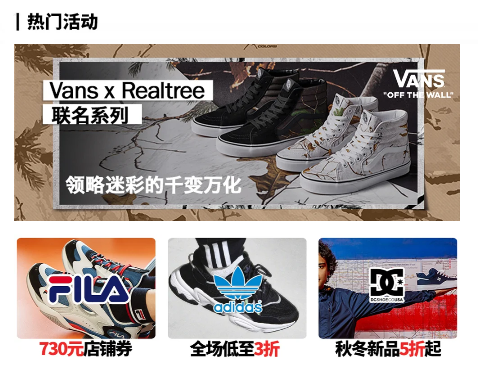 热门活动
VANS
"OFF THE WALL"
Vans x Realtree
联名系列
领略迷彩的千变万化
FILA
adidas
DC
DCSHOECOUSA
730元店铺券
全场低至3折
秋冬新品5折起